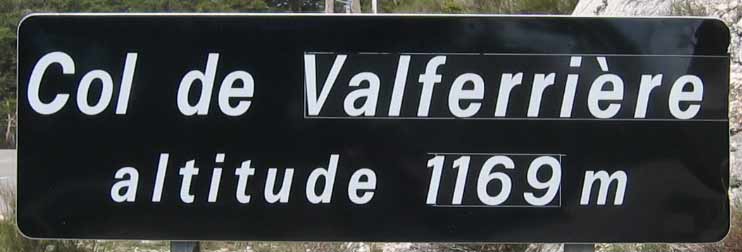 Col de Valferrière
altitude 1169 m